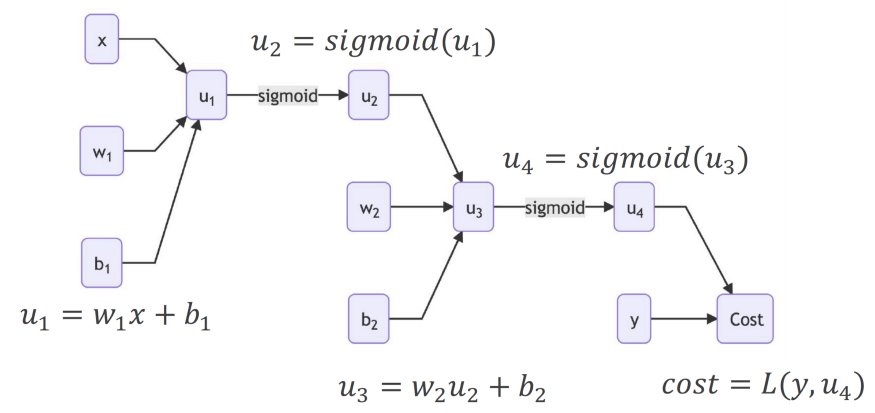 x
u₂ = sigmoid(u₁)
u₁
sigmoid
u₂
w₁
u₄ = sigmoid(u₃)
w₂
u₃
sigmoid
u₄
b₁
u₁ = w₁x + b₁
b₂
y
Cost
u₃ = w₂u₂ + b₂
cost = L(y, u₄)